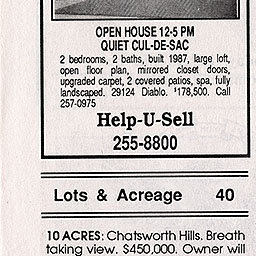 OPEN HOUSE 12-5 PM
QUIET CUL-DE-SAC
2 bedrooms, 2 baths, built 1987, large loft,
open floor plan, mirrored closet doors,
upgraded carpet, 2 covered patios, spa, fully
landscaped. 29124 Diablo. $178,500. Call
257-0975
Help-U-Sell
255-8800
Lots & Acreage 40
10 ACRES: Chatsworth Hills. Breath
taking view. $450,000. Owner will